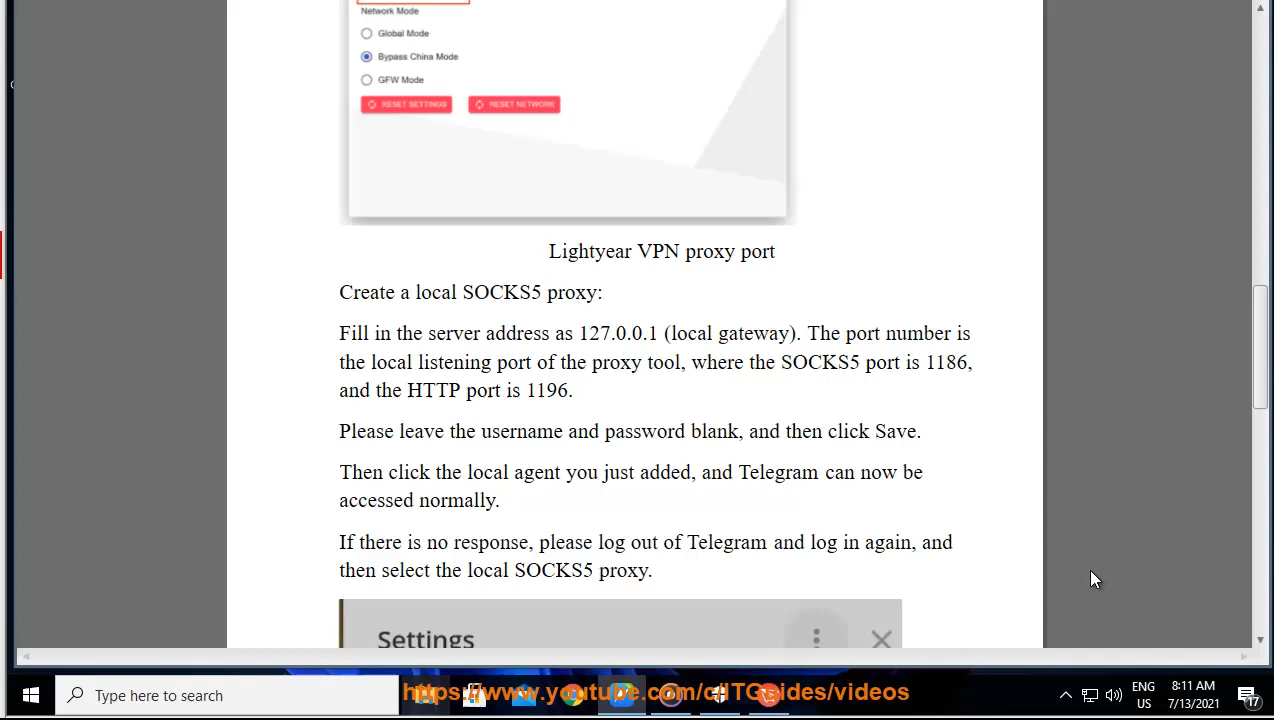 Network Mode
Global Mode
Bypass China Mode
GFW Mode
RESET SETTINGS RESET NETWORK
Lightyear VPN proxy port
Create a local SOCKS5 proxy:
Fill in the server address as 127.0.0.1 (local gateway). The port number is
the local listening port of the proxy tool, where the SOCKS5 port is 1186,
and the HTTP port is 1196.
Please leave the username and password blank, and then click Save.
Then click the local agent you just added, and Telegram can now be
accessed normally.
If there is no response, please log out of Telegram and log in again, and
then select the local SOCKS5 proxy.
Settings
Type here to search
https://www.youtube.com/c/ITGuides/videos
ENG
US
8:11 AM
7/13/2021
17